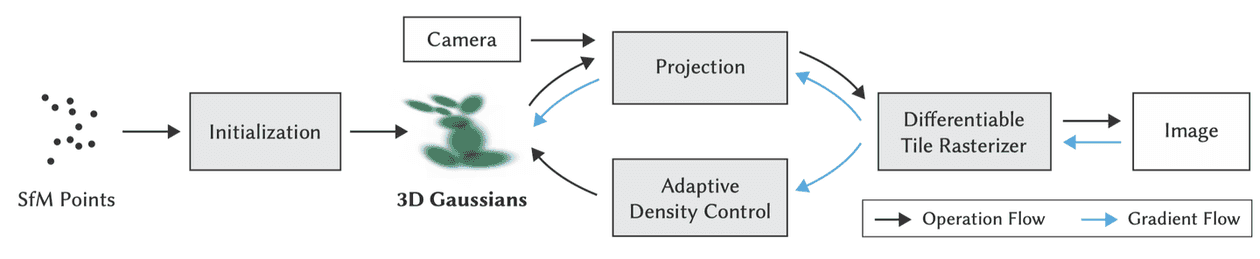 SfM Points
Initialization
Camera
3D Gaussians
Projection
Adaptive
Density Control
Differentiable
Tile Rasterizer
Image
Operation Flow
Gradient Flow